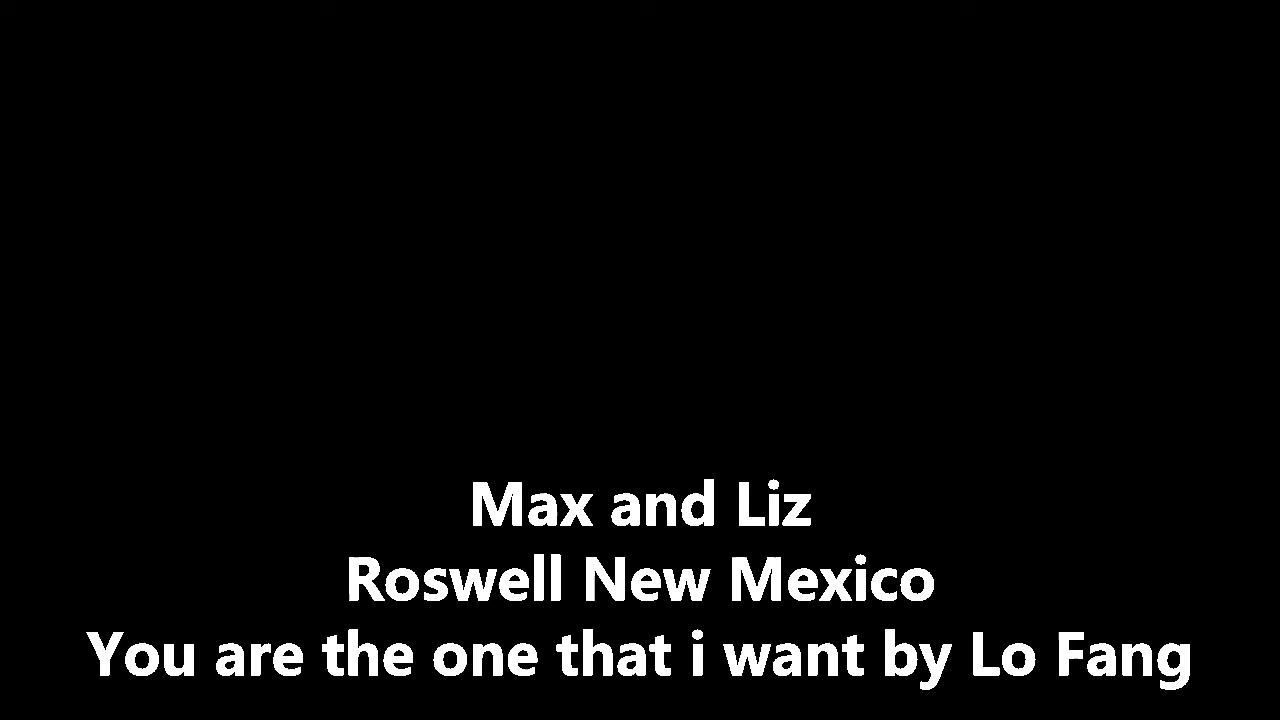 Max and Liz
Roswell New Mexico
You are the one that i want by Lo Fang